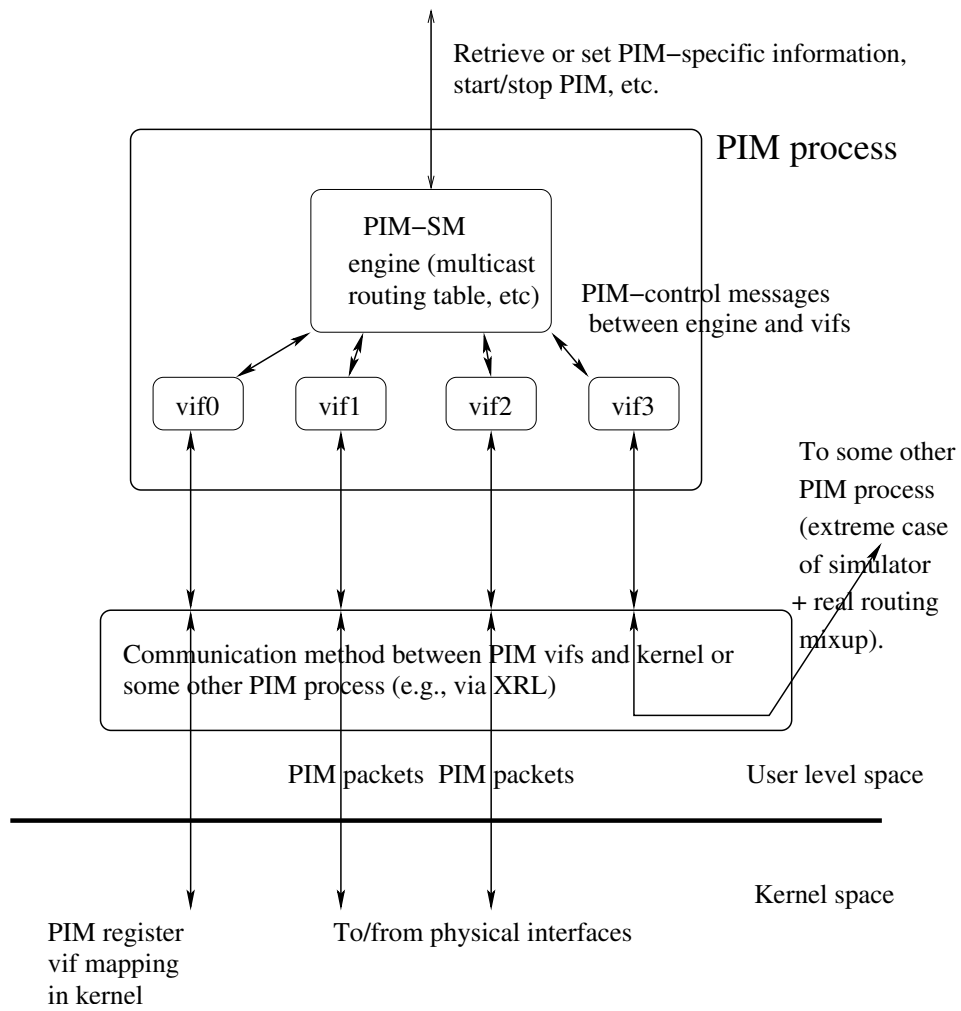 Retrieve or set PIM−specific information,
start/stop PIM, etc.
PIM process
PIM−SM
engine (multicast
routing table, etc)
PIM−control messages
between engine and vifs
vif0
vif1
vif2
vif3
To some other
PIM process
(extreme case
of simulator
+ real routing
mixup).
Communication method between PIM vifs and kernel or
some other PIM process (e.g., via XRL)
PIM packets
PIM packets
User level space
Kernel space
PIM register
vif mapping
in kernel
To/from physical interfaces